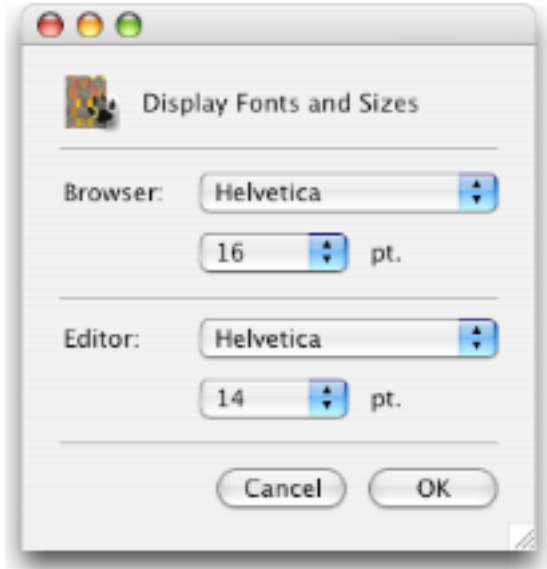 Display Fonts and Sizes
Browser: Helvetica
16 pt.
Editor: Helvetica
14 pt.
Cancel OK